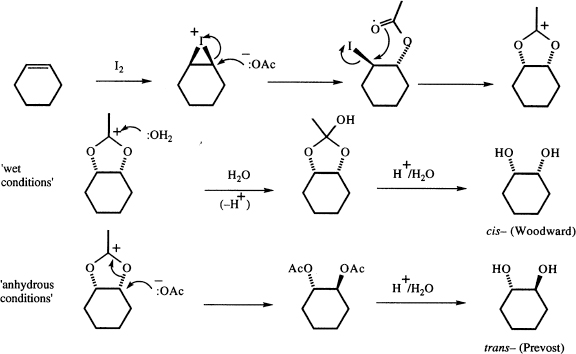 +
I
I₂
−
:OAc
O
I
O
+
O O
+
O O
:OH₂
'wet
conditions'
H₂O
(–H⁺)
OH
O O
H⁺/H₂O
HO OH
cis– (Woodward)
+
O O
−
:OAc
'anhydrous
conditions'
AcO OAc
H⁺/H₂O
HO OH
trans– (Prevost)